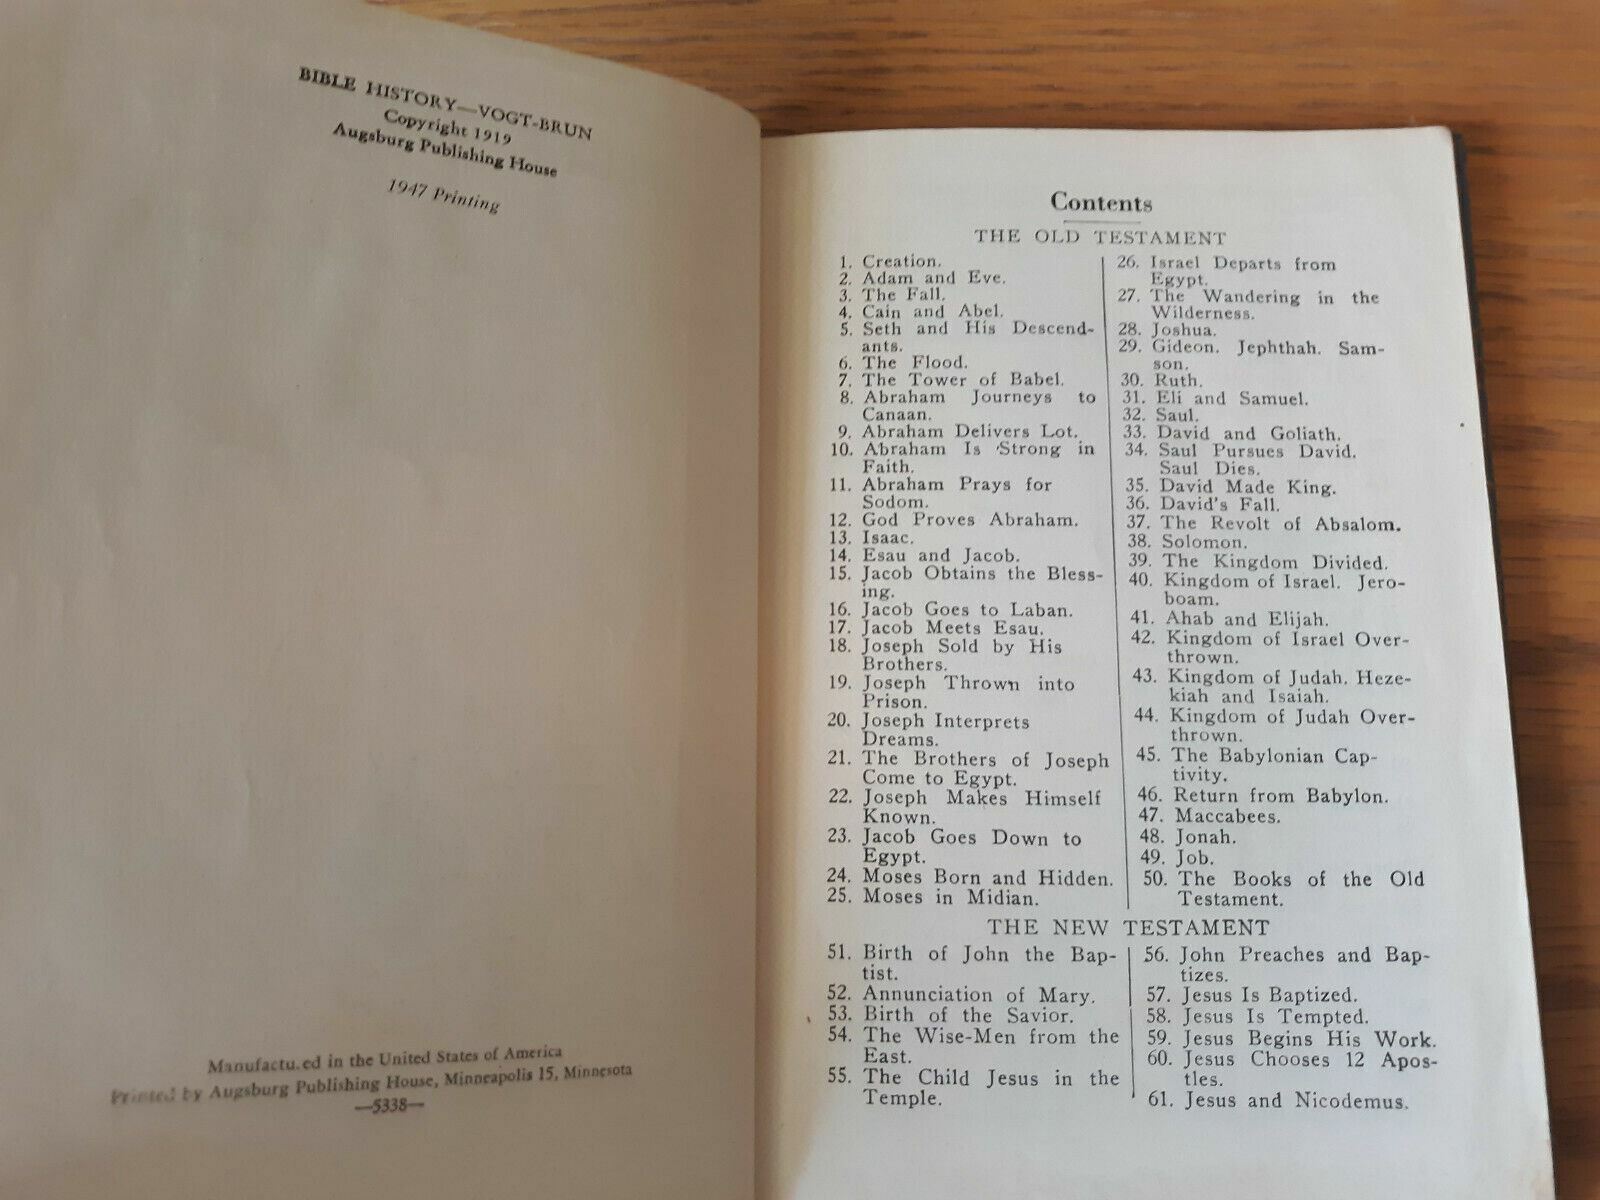 BIBLE HISTORY—VOGT-BRUN
Copyright 1919
Augsburg Publishing House
1947 Printing
Manufactu.ed in the United States of America
Printed by Augsburg Publishing House, Minneapolis 15, Minnesota
—5338—
Contents
THE OLD TESTAMENT
1. Creation.
2. Adam and Eve.
3. The Fall.
4. Cain and Abel.
5. Seth and His Descend-
ants.
6. The Flood.
7. The Tower of Babel.
8. Abraham Journeys to
Canaan.
9. Abraham Delivers Lot.
10. Abraham Is Strong in
Faith.
11. Abraham Prays for
Sodom.
12. God Proves Abraham.
13. Isaac.
14. Esau and Jacob.
15. Jacob Obtains the Bless-
ing.
16. Jacob Goes to Laban.
17. Jacob Meets Esau.
18. Joseph Sold by His
Brothers.
19. Joseph Thrown into
Prison.
20. Joseph Interprets
Dreams.
21. The Brothers of Joseph
Come to Egypt.
22. Joseph Makes Himself
Known.
23. Jacob Goes Down to
Egypt.
24. Moses Born and Hidden.
25. Moses in Midian.
26. Israel Departs from
Egypt.
27. The Wandering in the
Wilderness.
28. Joshua.
29. Gideon. Jephthah. Sam-
son.
30. Ruth.
31. Eli and Samuel.
32. Saul.
33. David and Goliath.
34. Saul Pursues David.
Saul Dies.
35. David Made King.
36. David's Fall.
37. The Revolt of Absalom.
38. Solomon.
39. The Kingdom Divided.
40. Kingdom of Israel. Jero-
boam.
41. Ahab and Elijah.
42. Kingdom of Israel Over-
thrown.
43. Kingdom of Judah. Heze-
kiah and Isaiah.
44. Kingdom of Judah Over-
thrown.
45. The Babylonian Cap-
tivity.
46. Return from Babylon.
47. Maccabees.
48. Jonah.
49. Job.
50. The Books of the Old
Testament.
THE NEW TESTAMENT
51. Birth of John the Bap-
tist.
52. Annunciation of Mary.
53. Birth of the Savior.
54. The Wise-Men from the
East.
55. The Child Jesus in the
Temple.
56. John Preaches and Bap-
tizes.
57. Jesus Is Baptized.
58. Jesus Is Tempted.
59. Jesus Begins His Work.
60. Jesus Chooses 12 Apos-
tles.
61. Jesus and Nicodemus.